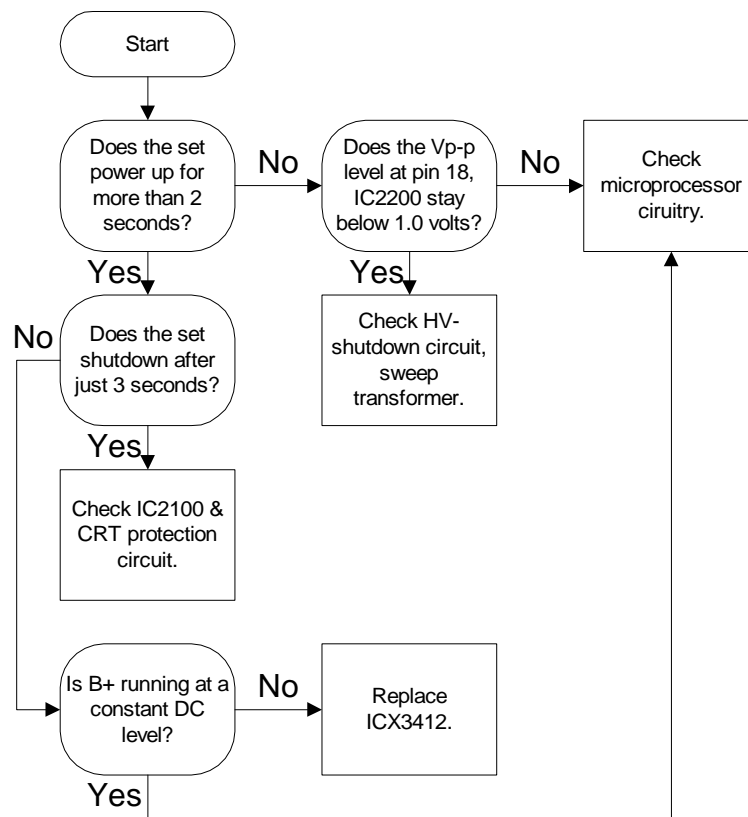 Start
Does the set
power up for
more than 2
seconds?
No
Does the Vp-p
level at pin 18,
IC2200 stay
below 1.0 volts?
No
Check
microprocessor
ciruitry.
Yes
Yes
No
Does the set
shutdown after
just 3 seconds?
Check HV-
shutdown circuit,
sweep
transformer.
Yes
Check IC2100 &
CRT protection
circuit.
Is B+ running at a
constant DC
level?
No
Replace
ICX3412.
Yes